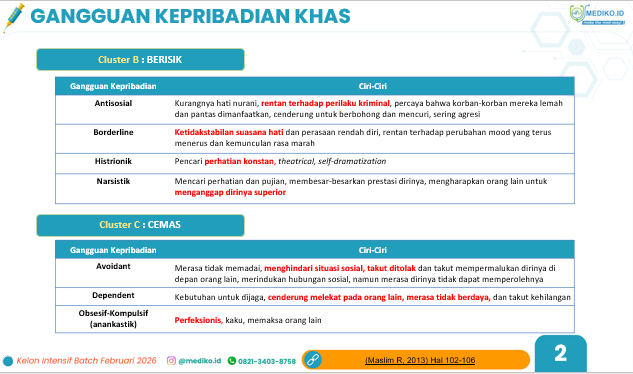 GANGGUAN KEPRIBADIAN KHAS
MEDIKO.ID
Cluster B : BERISIK
Gangguan Kepribadian Ciri-Ciri
Antisosial Kurangnya hati nurani, rentan terhadap perilaku kriminal, percaya bahwa korban-korban mereka lemah
dan pantas dimanfaatkan, cenderung untuk berbohong dan mencuri, sering agresi
Borderline Ketidakstabilan suasana hati dan perasaan rendah diri, rentan terhadap perubahan mood yang terus
menerus dan kemunculan rasa marah
Histrionik Pencari perhatian konstan, theatrical, self-dramatization
Narsistik Mencari perhatian dan pujian, membesar-besarkan prestasi dirinya, mengharapkan orang lain untuk
menganggap dirinya superior
Cluster C : CEMAS
Gangguan Kepribadian Ciri-Ciri
Avoidant Merasa tidak memadai, menghindari situasi sosial, takut ditolak dan takut mempermalukan dirinya di
depan orang lain, merindukan hubungan sosial, namun merasa dirinya tidak dapat memperolehnya
Dependent Kebutuhan untuk dijaga, cenderung melekat pada orang lain, merasa tidak berdaya, dan takut kehilangan
Obsesif-Kompulsif
(anankastik) Perfeksionis, kaku, memaksa orang lain
Kelon Intensif Batch Februari 2026 @mediko.id 0821-3403-8758 (Maslim R, 2013) Hal 102-106 2